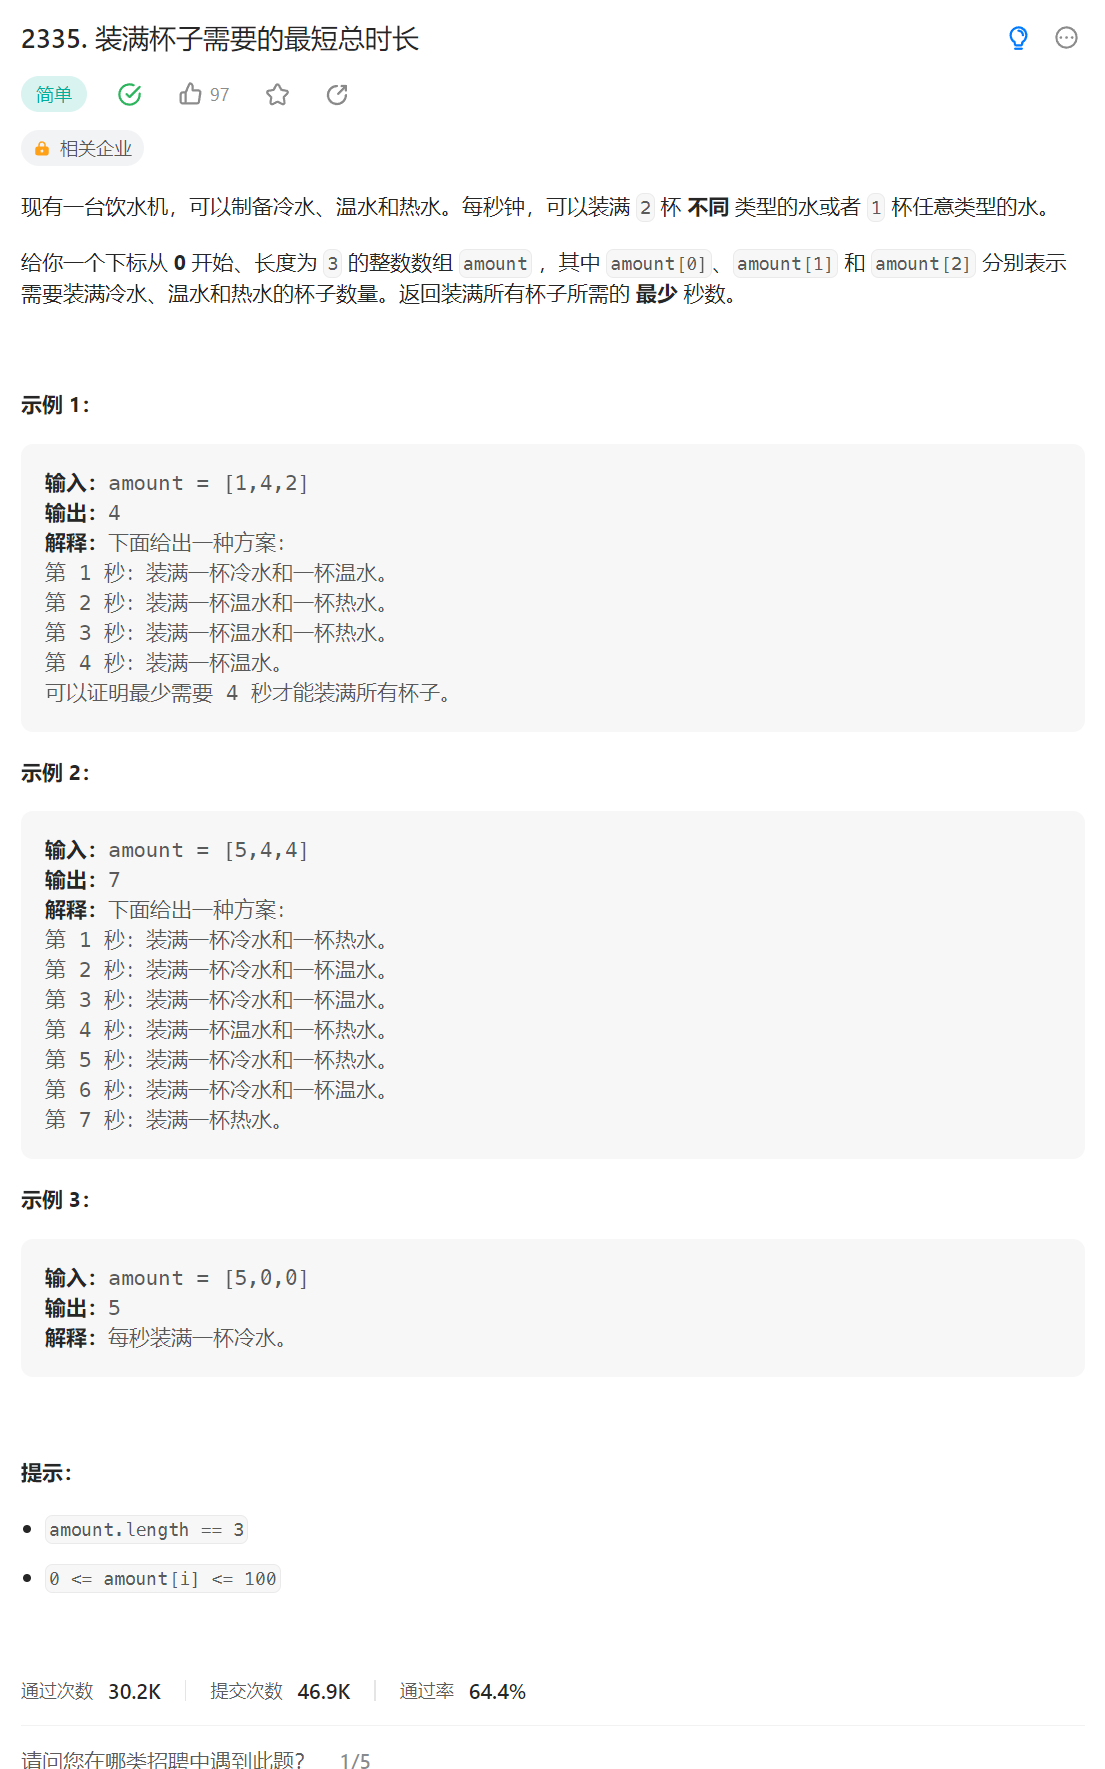 2335. 装满杯子需要的最短总时长
简单
97
相关企业
现有一台饮水机，可以制备冷水、温水和热水。每秒钟，可以装满 2 杯 不同 类型的水或者 1 杯任意类型的水。
给你一个下标从 0 开始、长度为 3 的整数数组 amount ，其中 amount[0]、amount[1] 和 amount[2] 分别表示
需要装满冷水、温水和热水的杯子数量。返回装满所有杯子所需的 最少 秒数。
示例 1：
输入：amount = [1,4,2]
输出：4
解释：下面给出一种方案：
第 1 秒：装满一杯冷水和一杯温水。
第 2 秒：装满一杯温水和一杯热水。
第 3 秒：装满一杯温水和一杯热水。
第 4 秒：装满一杯温水。
可以证明最少需要 4 秒才能装满所有杯子。
示例 2：
输入：amount = [5,4,4]
输出：7
解释：下面给出一种方案：
第 1 秒：装满一杯冷水和一杯热水。
第 2 秒：装满一杯冷水和一杯温水。
第 3 秒：装满一杯冷水和一杯温水。
第 4 秒：装满一杯温水和一杯热水。
第 5 秒：装满一杯冷水和一杯热水。
第 6 秒：装满一杯冷水和一杯温水。
第 7 秒：装满一杯热水。
示例 3：
输入：amount = [5,0,0]
输出：5
解释：每秒装满一杯冷水。
提示：
amount.length == 3
0 <= amount[i] <= 100
通过次数 30.2K 提交次数 46.9K 通过率 64.4%
请问您在哪类招聘中遇到此题？ 1/5